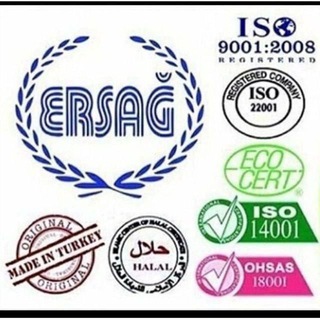 ERSAĞ
ISO
9001:2008
REGISTERED
REGISTERED COMPANY
ISO
22001
ECO
CERT
®
ISO
14001
OHSAS
18001
ORIGINAL
MADE IN TURKEY
ORIGINAL
حلال
HALAL